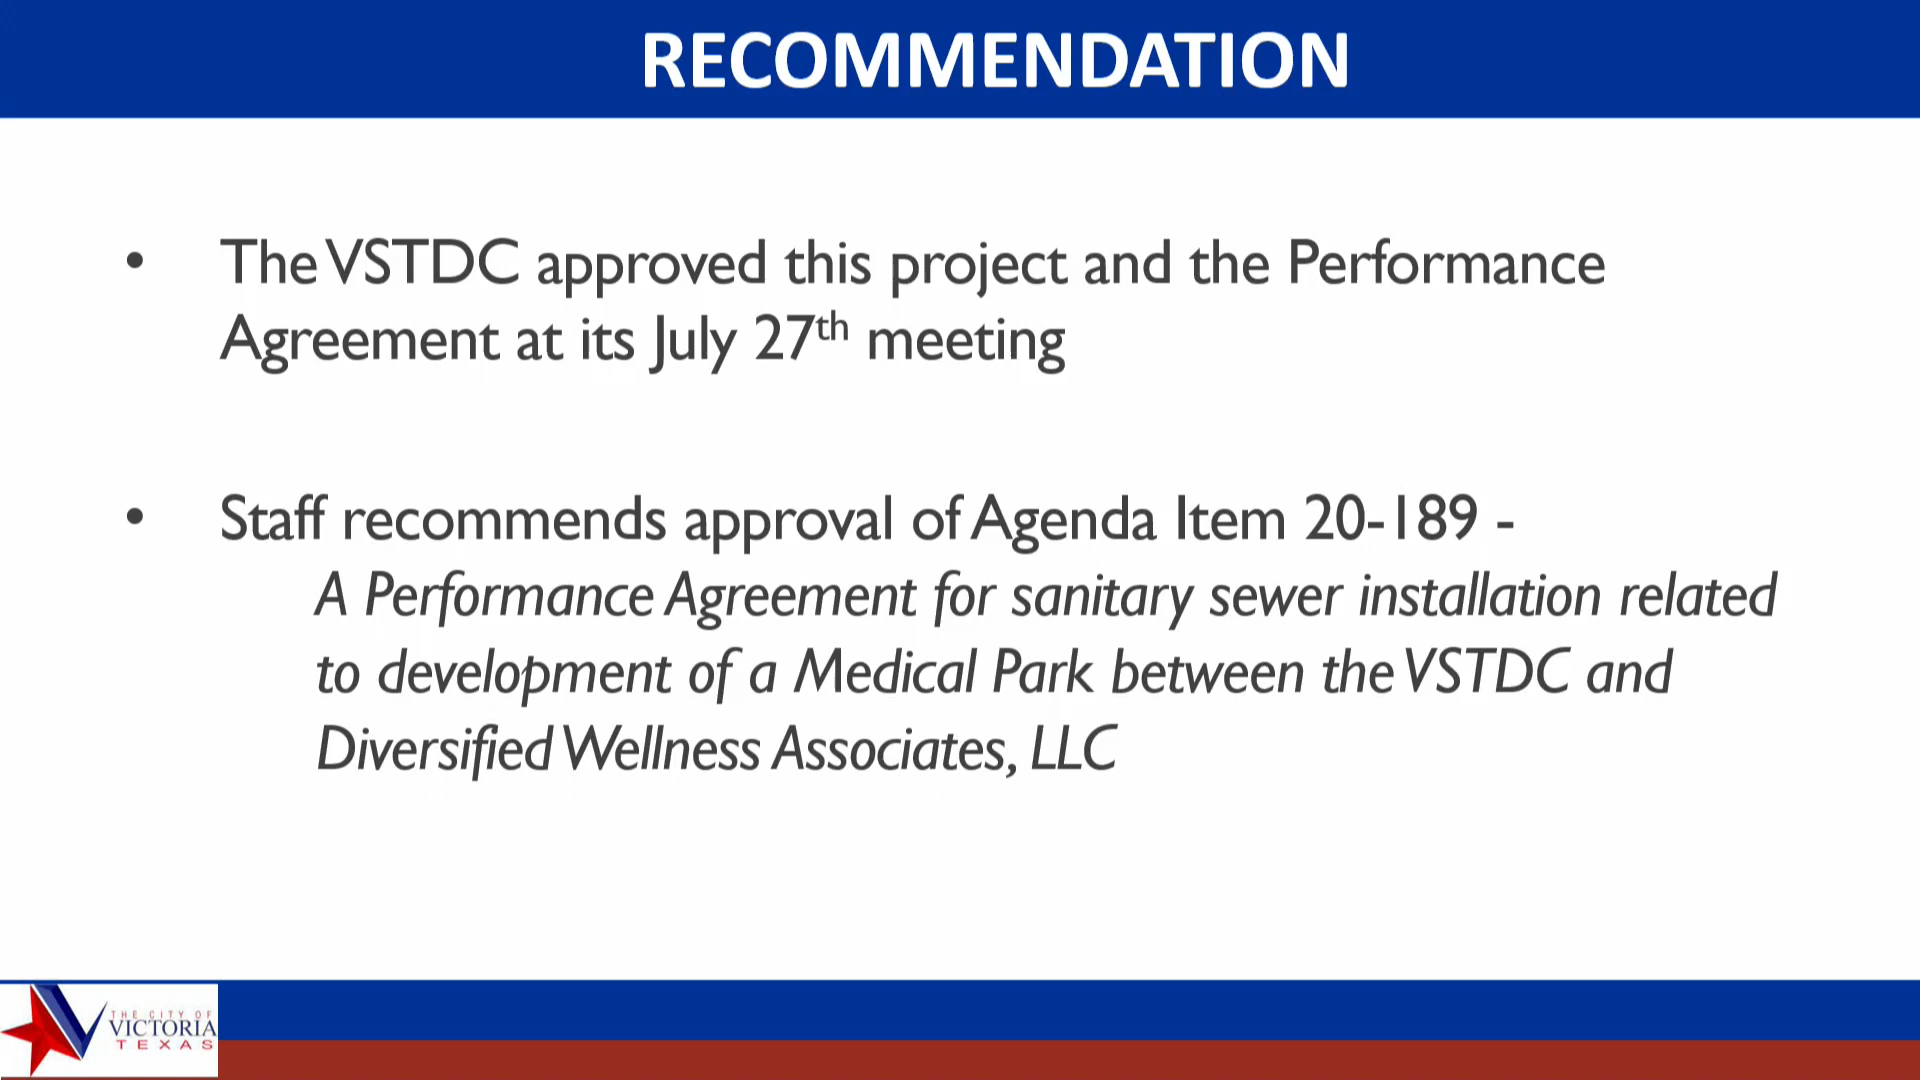 RECOMMENDATION
• The VSTDC approved this project and the Performance
Agreement at its July 27th meeting
• Staff recommends approval of Agenda Item 20-189 -
A Performance Agreement for sanitary sewer installation related
to development of a Medical Park between the VSTDC and
Diversified Wellness Associates, LLC
THE CITY OF
VICTORIA
TEXAS